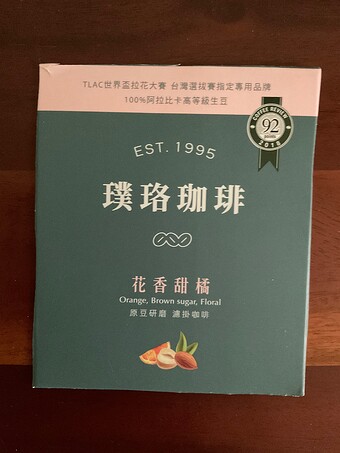 TLAC世界盃拉花大賽 台灣選拔賽指定專用品牌
100%阿拉比卡高等級生豆
COFFEE REVIEW
92
POINTS
2018
EST. 1995
璞珞珈琲
花香甜橘
Orange, Brown sugar, Floral
原豆研磨 濾掛咖啡